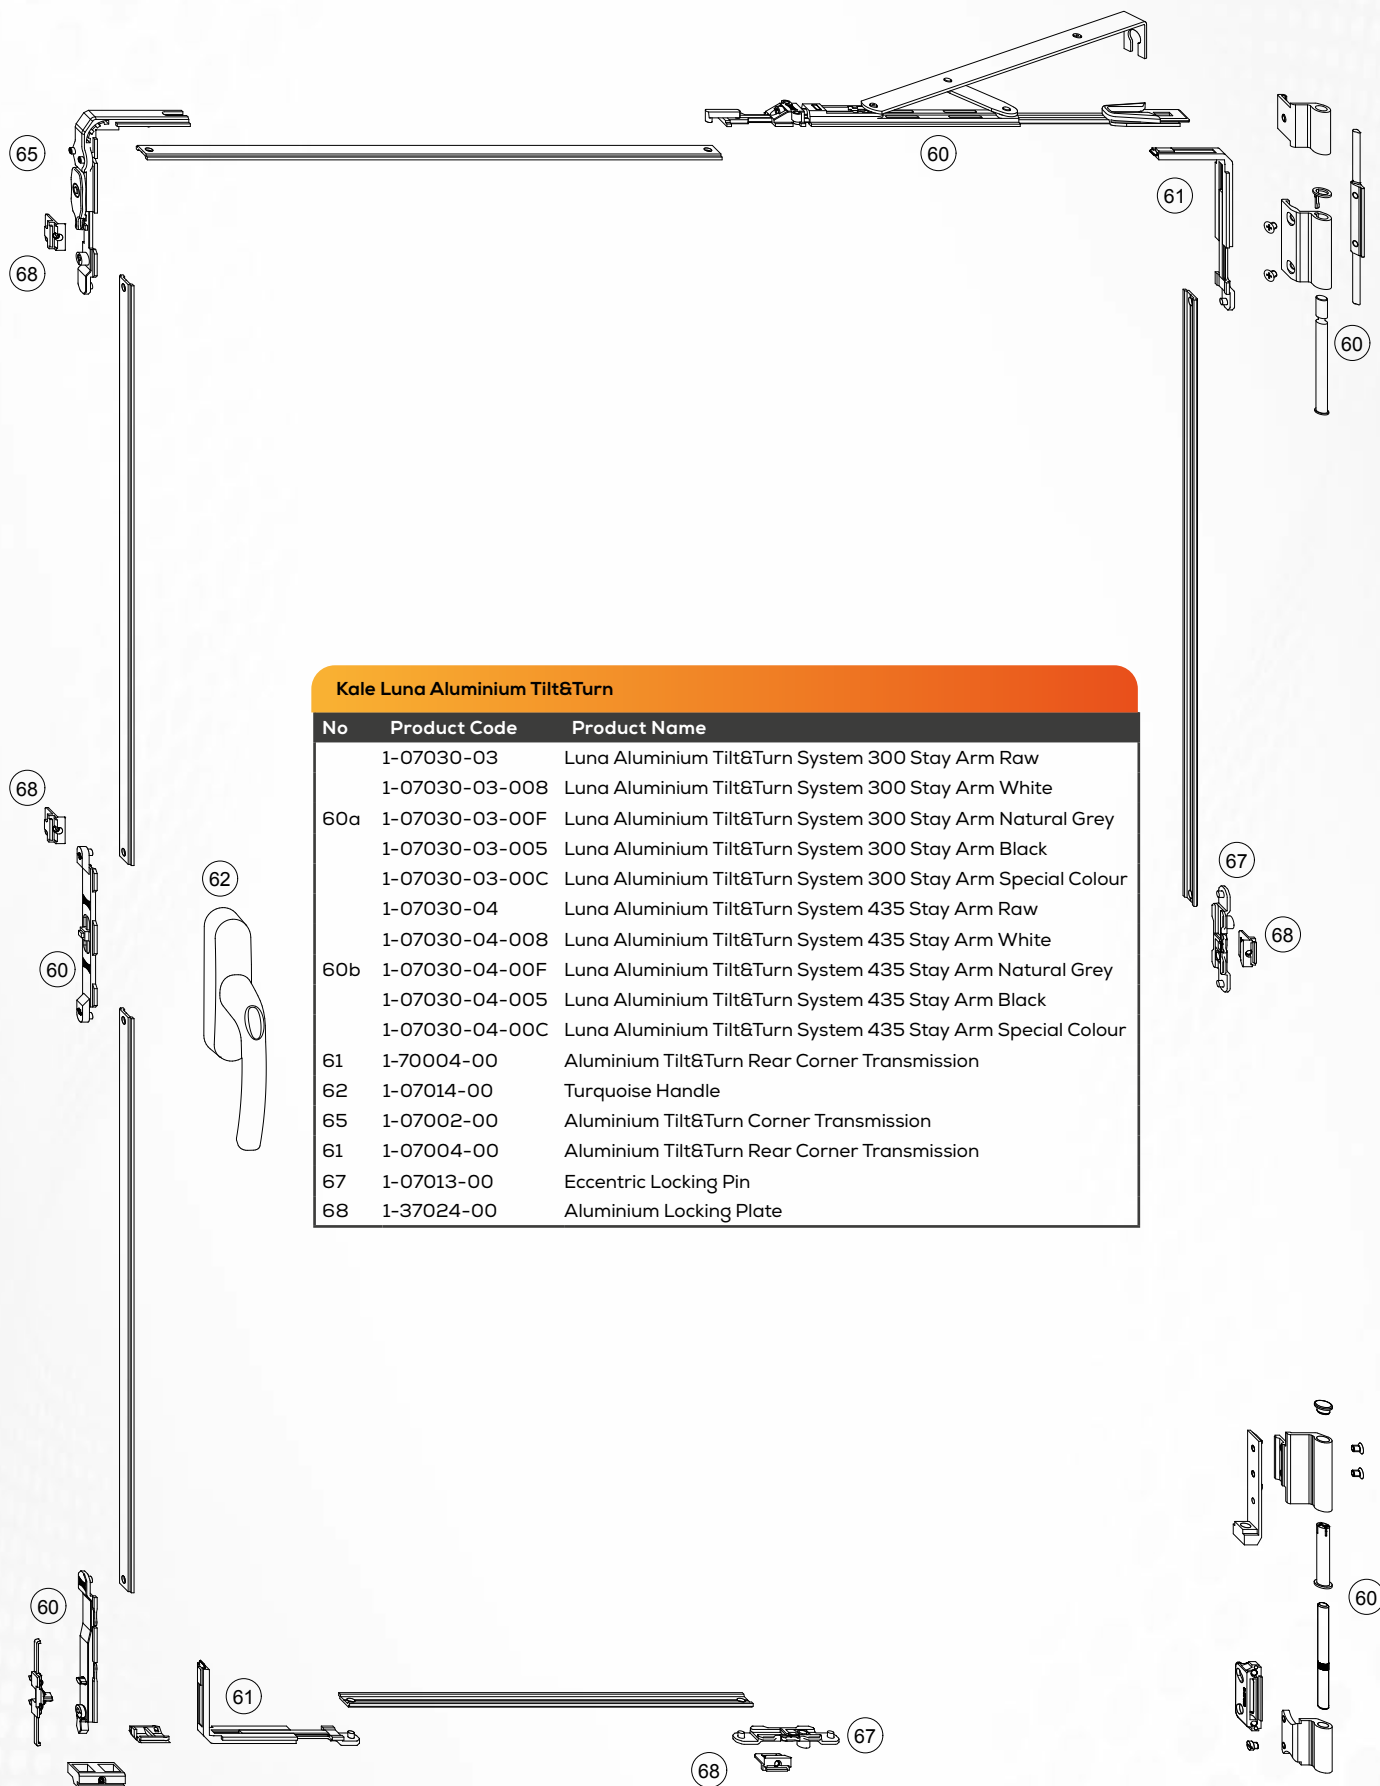 60
65
61
68
60
Kale Luna Aluminium Tilt&Turn
No Product Code Product Name
1-07030-03 Luna Aluminium Tilt&Turn System 300 Stay Arm Raw
1-07030-03-008 Luna Aluminium Tilt&Turn System 300 Stay Arm White
60a 1-07030-03-00F Luna Aluminium Tilt&Turn System 300 Stay Arm Natural Grey
1-07030-03-005 Luna Aluminium Tilt&Turn System 300 Stay Arm Black
1-07030-03-00C Luna Aluminium Tilt&Turn System 300 Stay Arm Special Colour
1-07030-04 Luna Aluminium Tilt&Turn System 435 Stay Arm Raw
1-07030-04-008 Luna Aluminium Tilt&Turn System 435 Stay Arm White
60b 1-07030-04-00F Luna Aluminium Tilt&Turn System 435 Stay Arm Natural Grey
1-07030-04-005 Luna Aluminium Tilt&Turn System 435 Stay Arm Black
1-07030-04-00C Luna Aluminium Tilt&Turn System 435 Stay Arm Special Colour
61 1-70004-00 Aluminium Tilt&Turn Rear Corner Transmission
62 1-07014-00 Turquoise Handle
65 1-07002-00 Aluminium Tilt&Turn Corner Transmission
61 1-07004-00 Aluminium Tilt&Turn Rear Corner Transmission
67 1-07013-00 Eccentric Locking Pin
68 1-37024-00 Aluminium Locking Plate
68
62
67
68
60
60
60
61
67
68